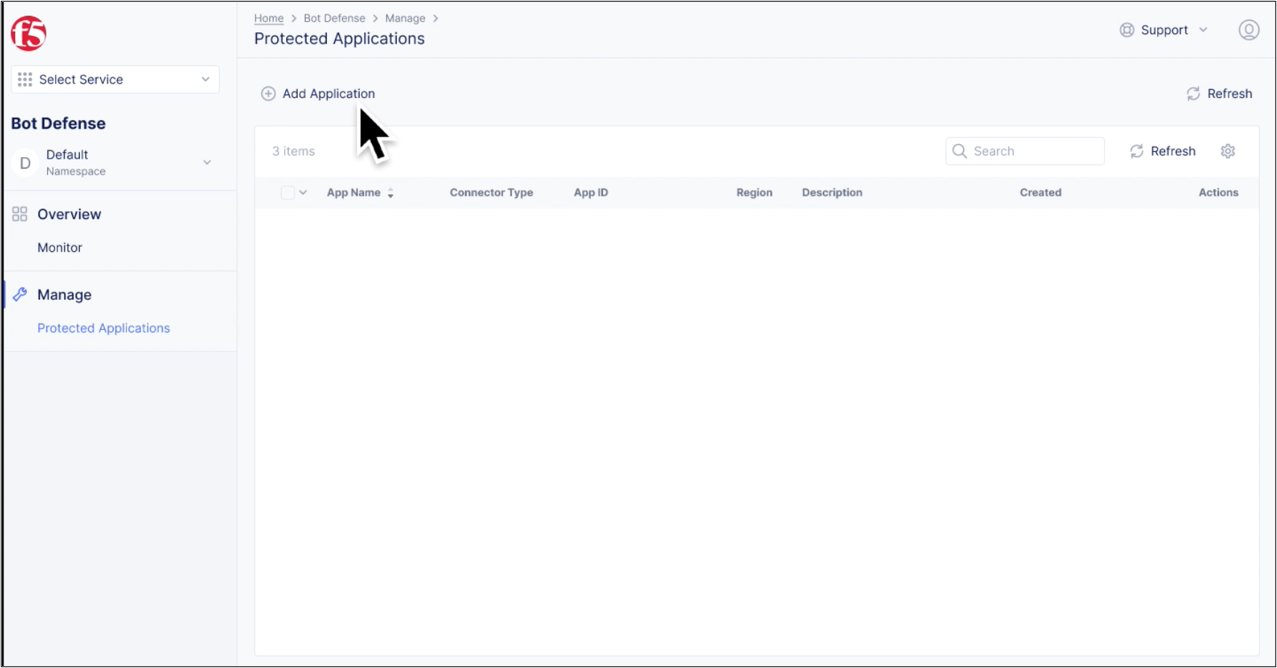 f5
Home > Bot Defense > Manage >
Protected Applications
Support
Select Service
Bot Defense
D
Default
Namespace
Overview
Monitor
Manage
Protected Applications
Add Application
Refresh
3 items
Search
Refresh
App Name
Connector Type
App ID
Region
Description
Created
Actions